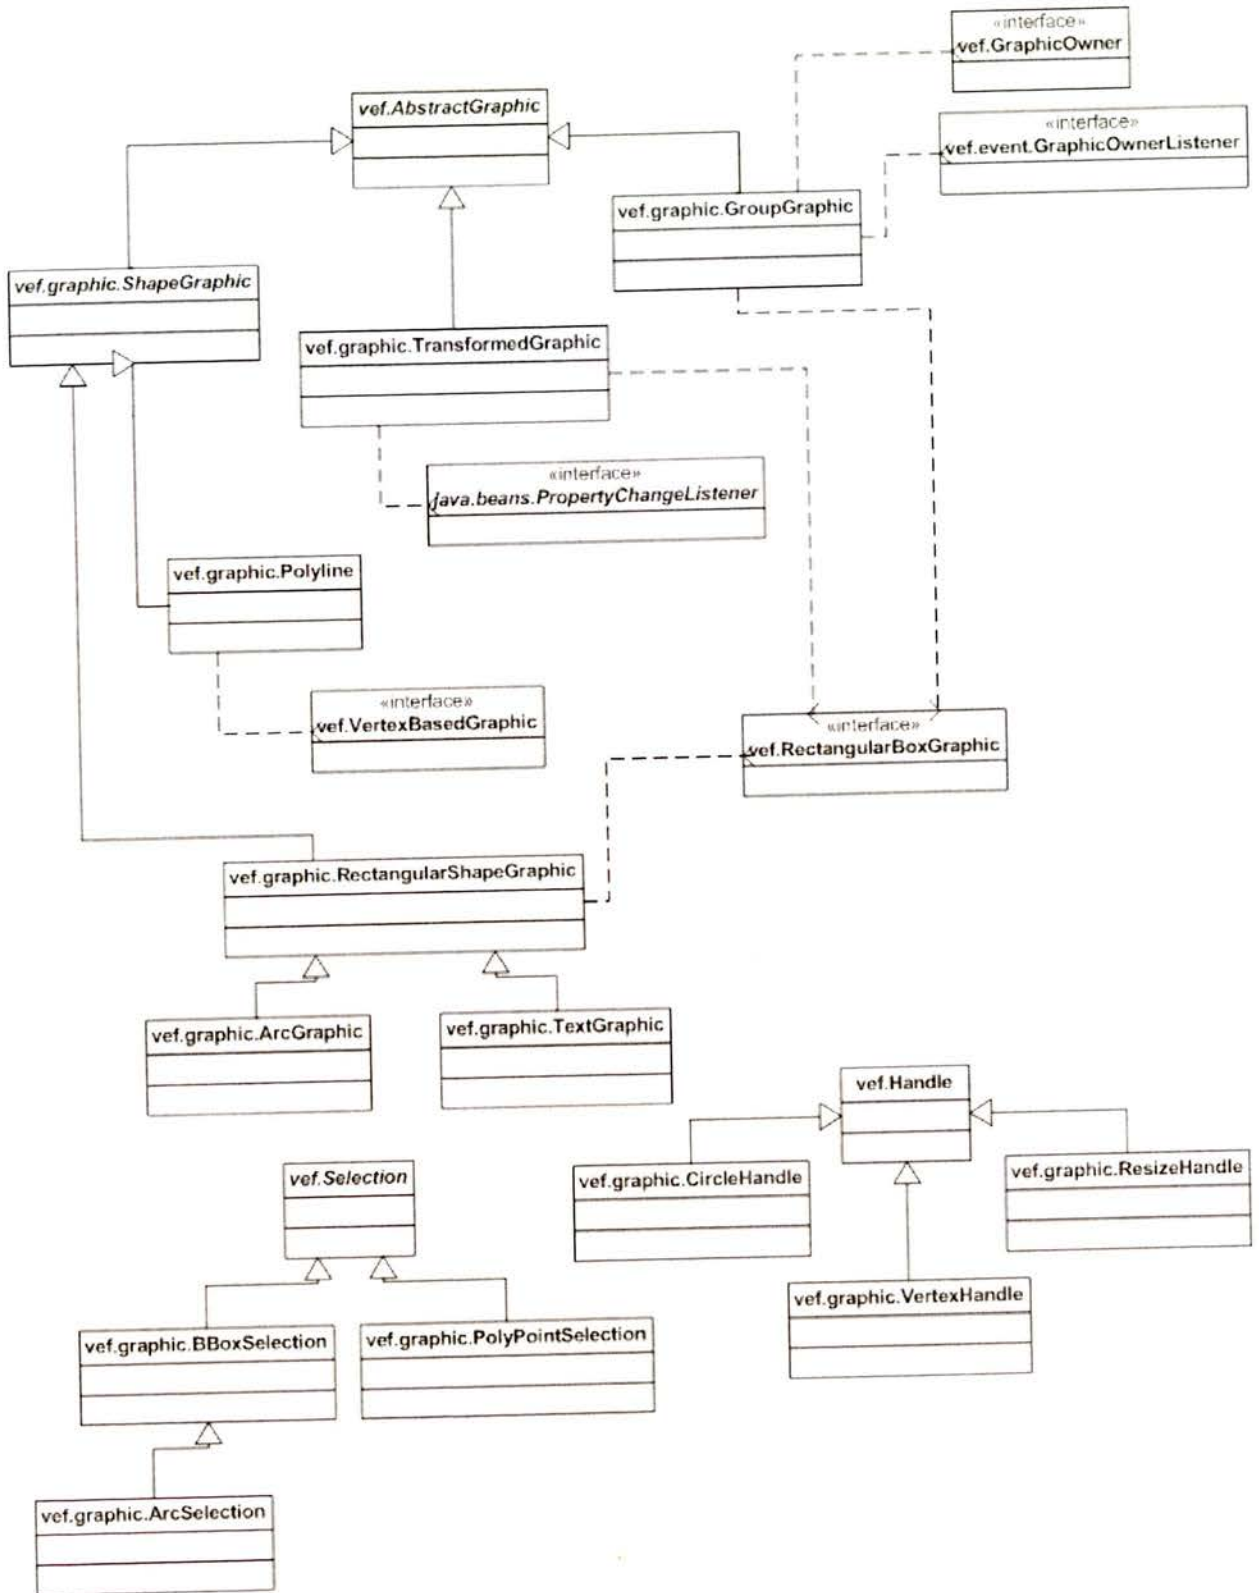 «interface»
vef.GraphicOwner
vef.AbstractGraphic
«interface»
vef.event.GraphicOwnerListener
vef.graphic.GroupGraphic
vef.graphic.ShapeGraphic
vef.graphic.TransformedGraphic
«interface»
java.beans.PropertyChangeListener
vef.graphic.Polyline
«interface»
vef.VertexBasedGraphic
«interface»
vef.RectangularBoxGraphic
vef.graphic.RectangularShapeGraphic
vef.graphic.ArcGraphic
vef.graphic.TextGraphic
vef.Handle
vef.Selection
vef.graphic.CircleHandle
vef.graphic.ResizeHandle
vef.graphic.VertexHandle
vef.graphic.BBoxSelection
vef.graphic.PolyPointSelection
vef.graphic.ArcSelection